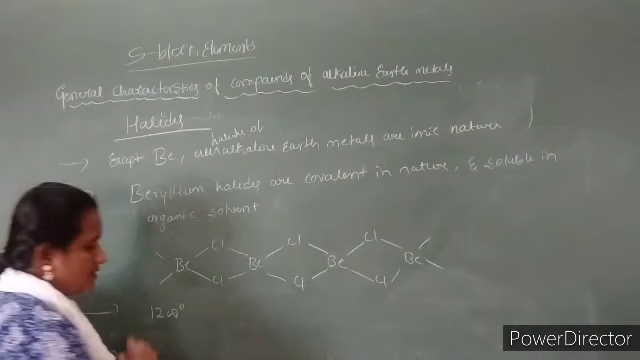 S-block Elements
General characteristics of compounds of alkaline Earth metals
Halides
halides of
→ Except Be, all alkaline Earth metals are ionic nature
Beryllium halides are covalent in nature, & soluble in
organic solvent
Cl Cl Cl
Be Be Be Be
Cl Cl Cl
→ 1200°
PowerDirector